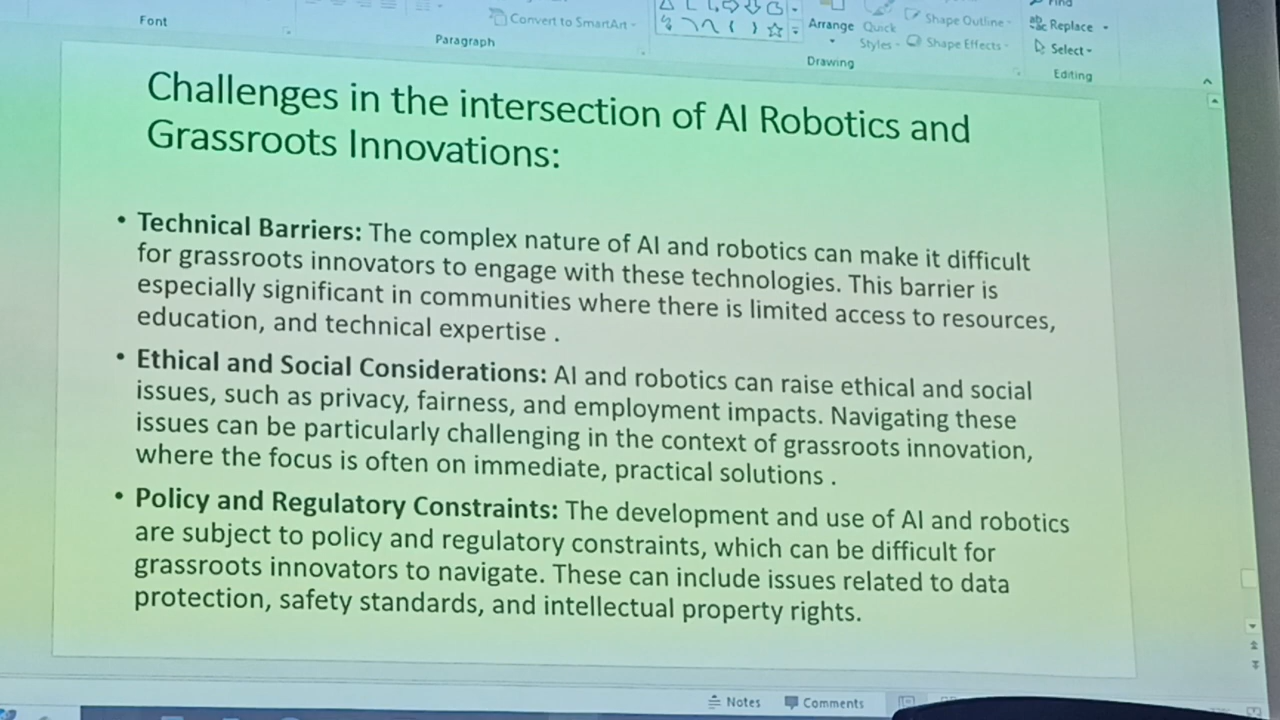 Font
Convert to SmartArt
Paragraph
Arrange
Quick
Styles
Shape Outline
Shape Effects
Drawing
Find
Replace
Select
Editing
Challenges in the intersection of AI Robotics and
Grassroots Innovations:
• Technical Barriers: The complex nature of AI and robotics can make it difficult
for grassroots innovators to engage with these technologies. This barrier is
especially significant in communities where there is limited access to resources,
education, and technical expertise .
• Ethical and Social Considerations: AI and robotics can raise ethical and social
issues, such as privacy, fairness, and employment impacts. Navigating these
issues can be particularly challenging in the context of grassroots innovation,
where the focus is often on immediate, practical solutions .
• Policy and Regulatory Constraints: The development and use of AI and robotics
are subject to policy and regulatory constraints, which can be difficult for
grassroots innovators to navigate. These can include issues related to data
protection, safety standards, and intellectual property rights.
Notes
Comments